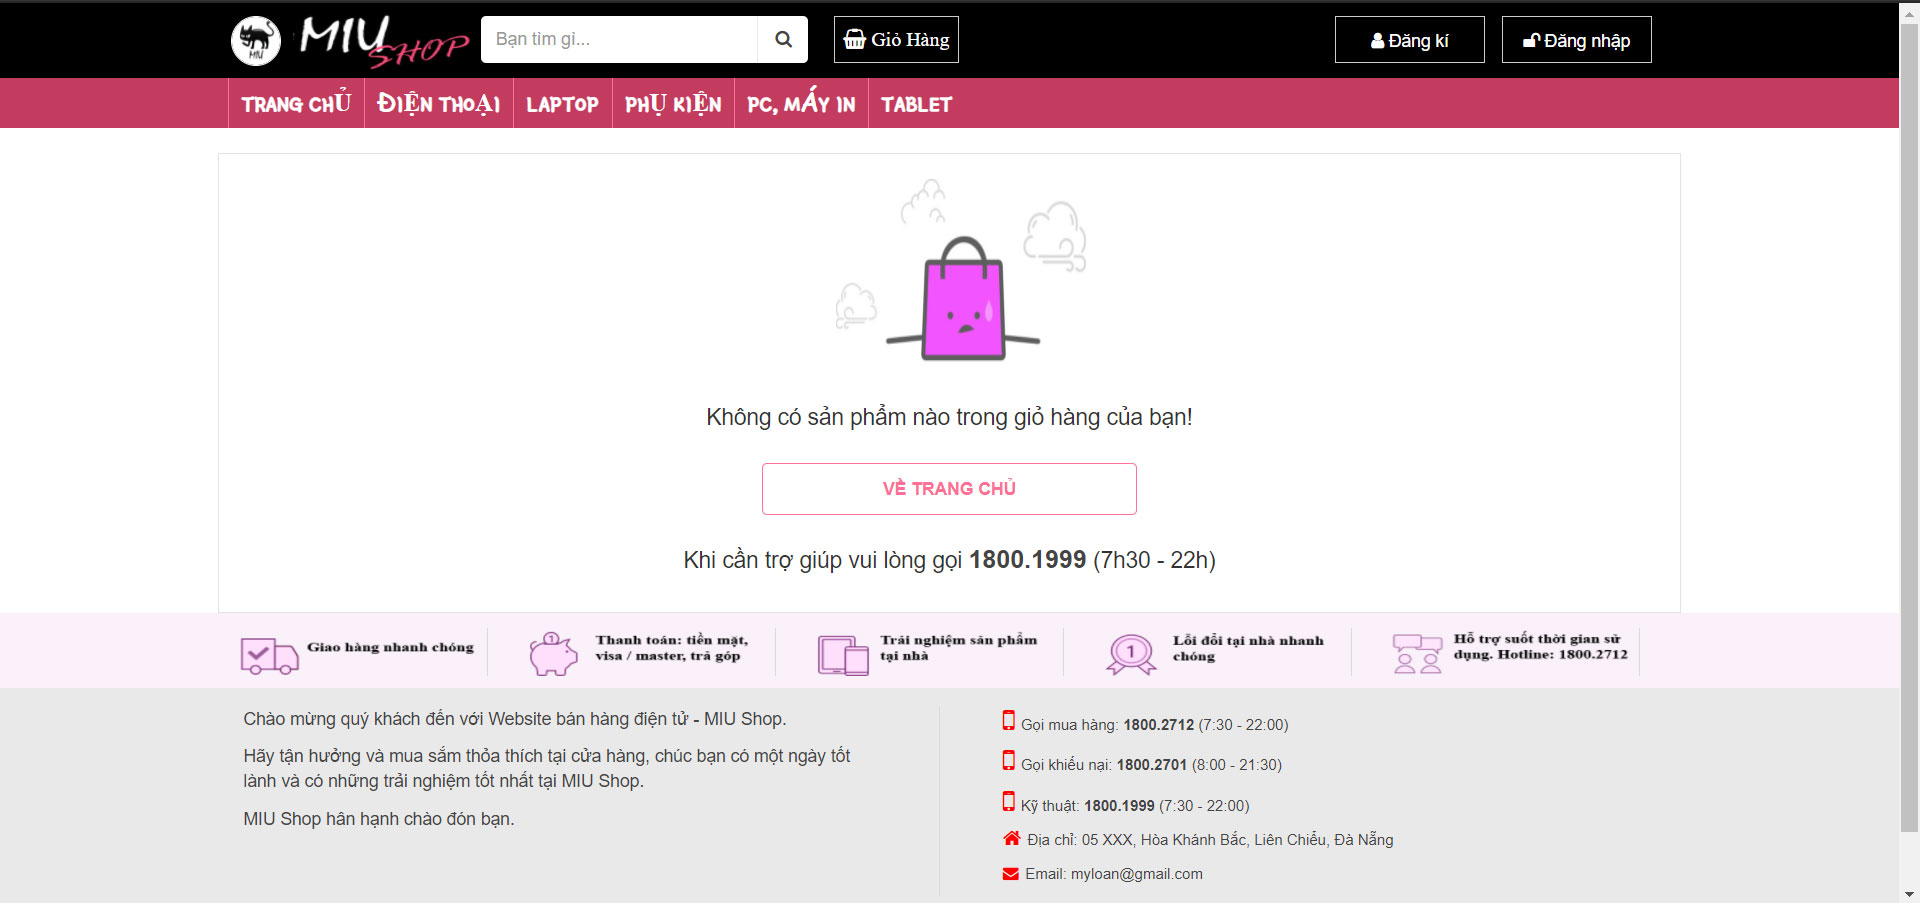 MIU
MIU SHOP
Bạn tìm gì...
Giỏ Hàng
Đăng kí
Đăng nhập
TRANG CHỦ
ĐIỆN THOẠI
LAPTOP
PHỤ KIỆN
PC, MÁY IN
TABLET
Không có sản phẩm nào trong giỏ hàng của bạn!
VỀ TRANG CHỦ
Khi cần trợ giúp vui lòng gọi 1800.1999 (7h30 - 22h)
Giao hàng nhanh chóng
1
Thanh toán: tiền mặt,
visa / master, trả góp
Trải nghiệm sản phẩm
tại nhà
1
Lỗi đổi tại nhà nhanh
chóng
Hỗ trợ suốt thời gian sử
dụng. Hotline: 1800.2712
Chào mừng quý khách đến với Website bán hàng điện tử - MIU Shop.
Hãy tận hưởng và mua sắm thỏa thích tại cửa hàng, chúc bạn có một ngày tốt
lành và có những trải nghiệm tốt nhất tại MIU Shop.
MIU Shop hân hạnh chào đón bạn.
Gọi mua hàng: 1800.2712 (7:30 - 22:00)
Gọi khiếu nại: 1800.2701 (8:00 - 21:30)
Kỹ thuật: 1800.1999 (7:30 - 22:00)
Địa chỉ: 05 XXX, Hòa Khánh Bắc, Liên Chiểu, Đà Nẵng
Email: myloan@gmail.com